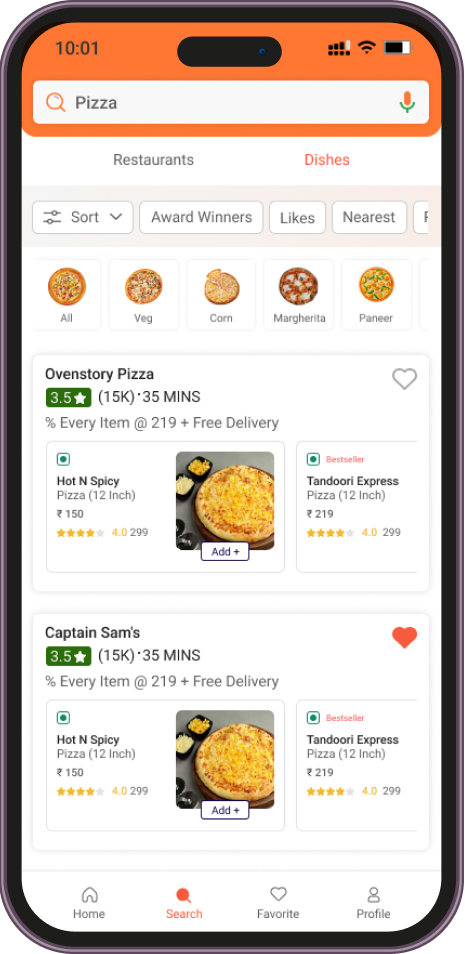 10:01
Pizza
Restaurants Dishes
Sort Award Winners Likes Nearest
All Veg Corn Margherita Paneer
Ovenstory Pizza
3.5★ (15K)·35 MINS
% Every Item @ 219 + Free Delivery
Bestseller
Hot N Spicy Tandoori Express
Pizza (12 Inch) Pizza (12 Inch)
₹ 150 ₹ 219
4.0 299 4.0 299
Add +
Captain Sam's
3.5★ (15K)·35 MINS
% Every Item @ 219 + Free Delivery
Bestseller
Hot N Spicy Tandoori Express
Pizza (12 Inch) Pizza (12 Inch)
₹ 150 ₹ 219
4.0 299 4.0 299
Add +
Home Search Favorite Profile